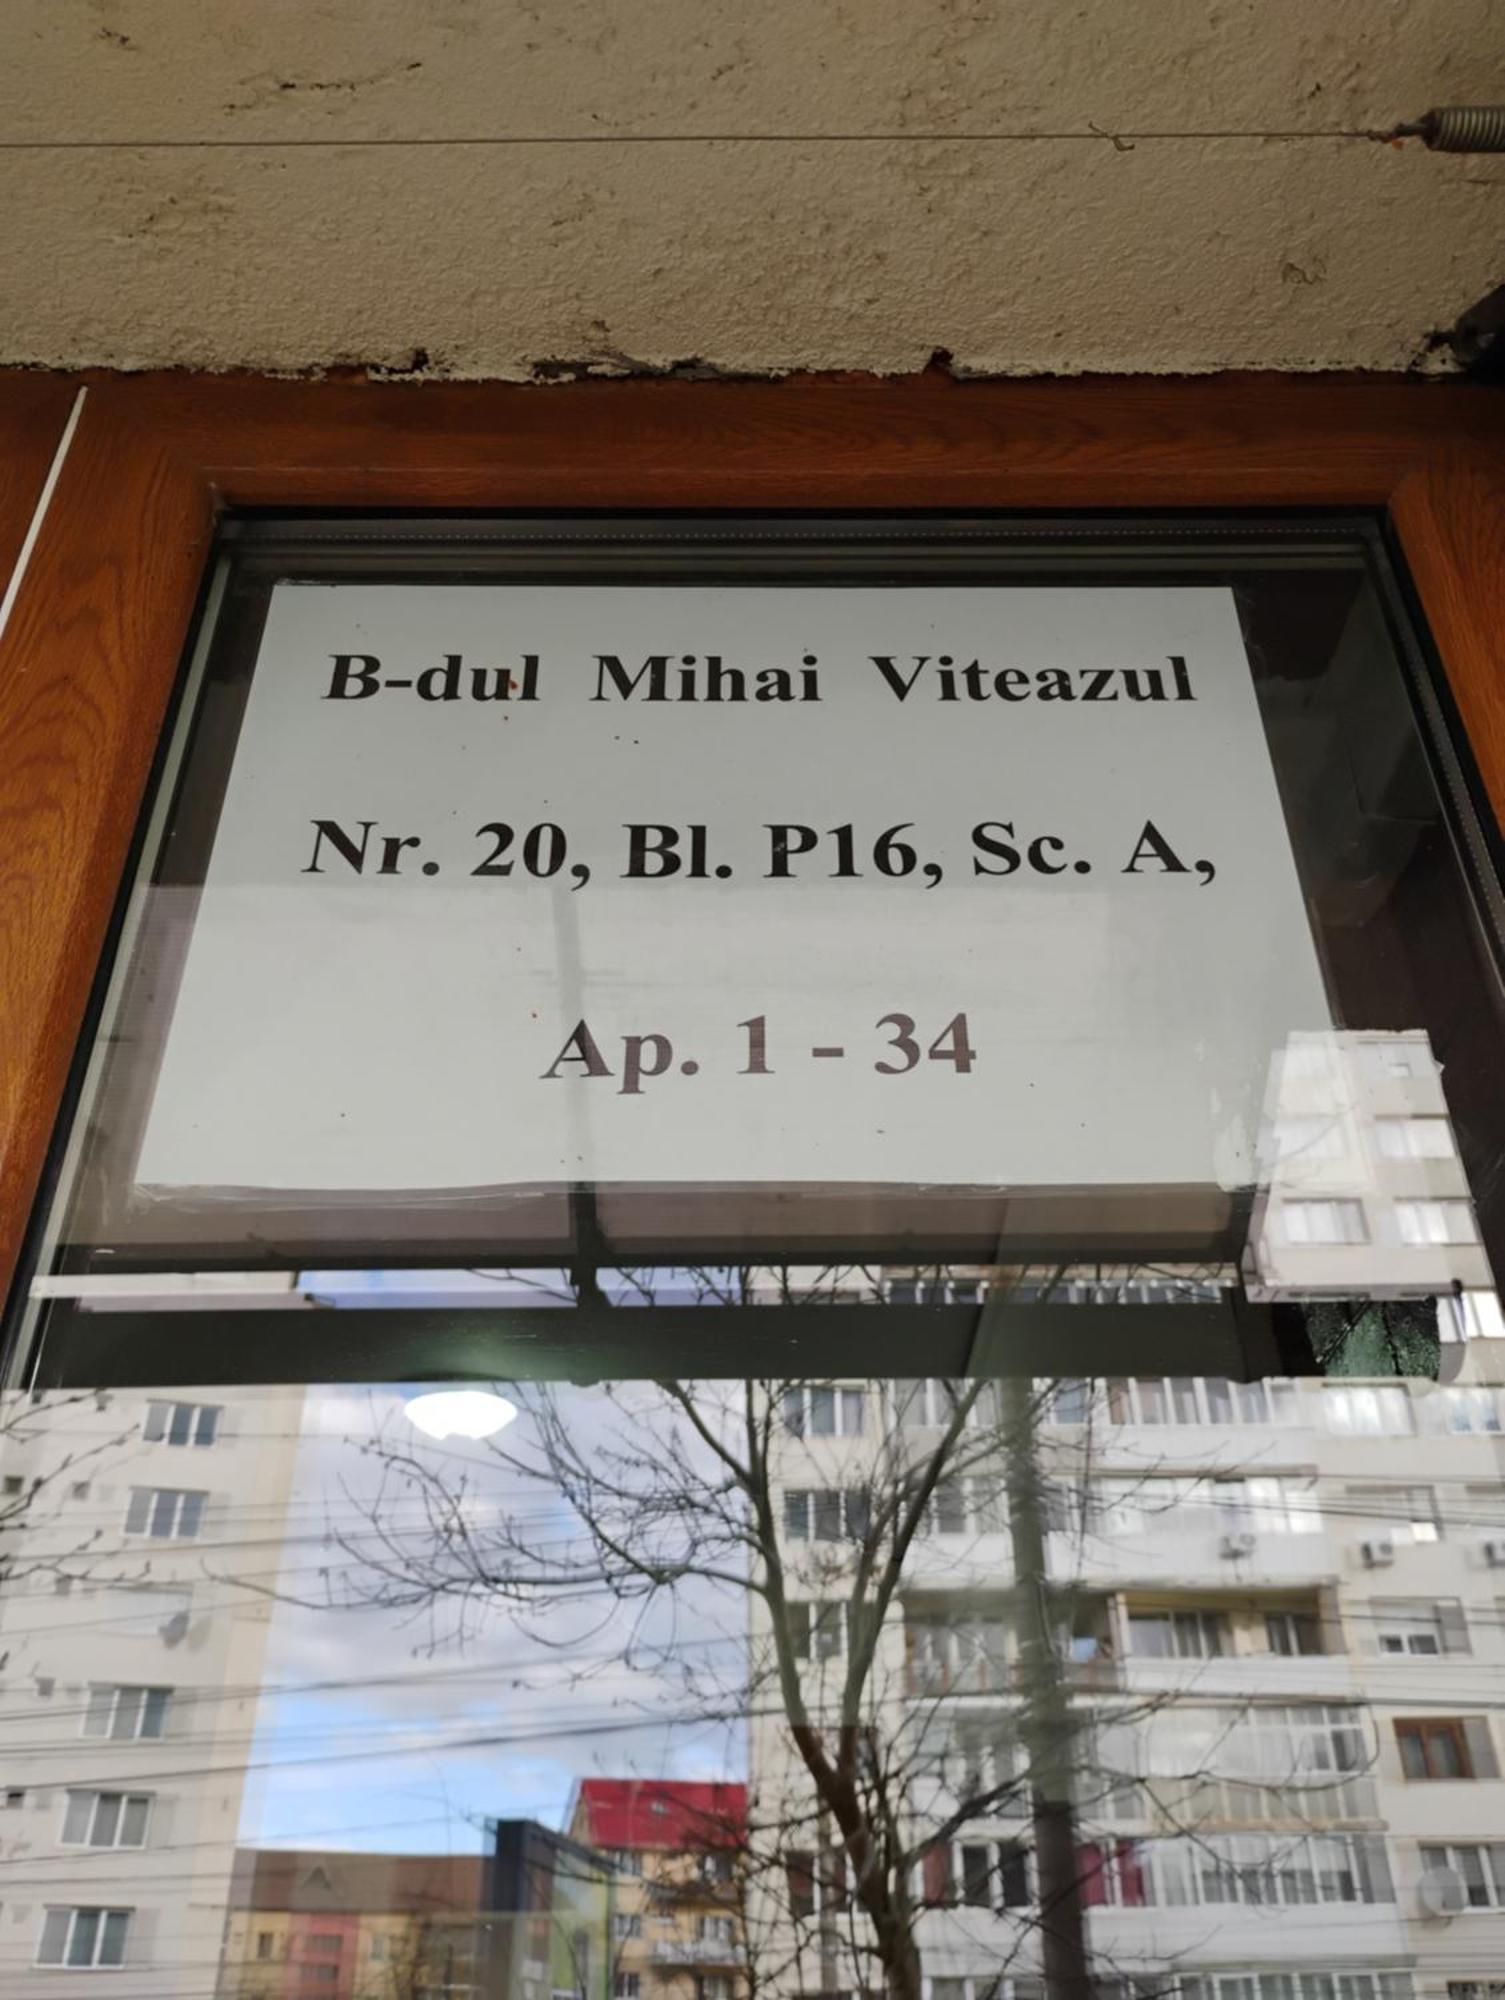 B-dul Mihai Viteazul
Nr. 20, Bl. P16, Sc. A,
Ap. 1 - 34